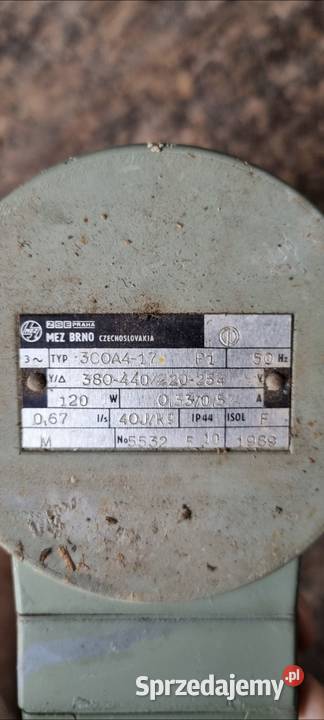 ZSE PRAHA
MEZ BRNO CZECHOSLOVAKIA
3~ TYP 3COA4-17 P1 50 Hz
Y/Δ 380-440/220-254 V
120 W 0,33/0,5 A
0,67 l/s 40J/kg IP44 ISOL F
M No 5532 5 10 1989
Sprzedajemy.pl